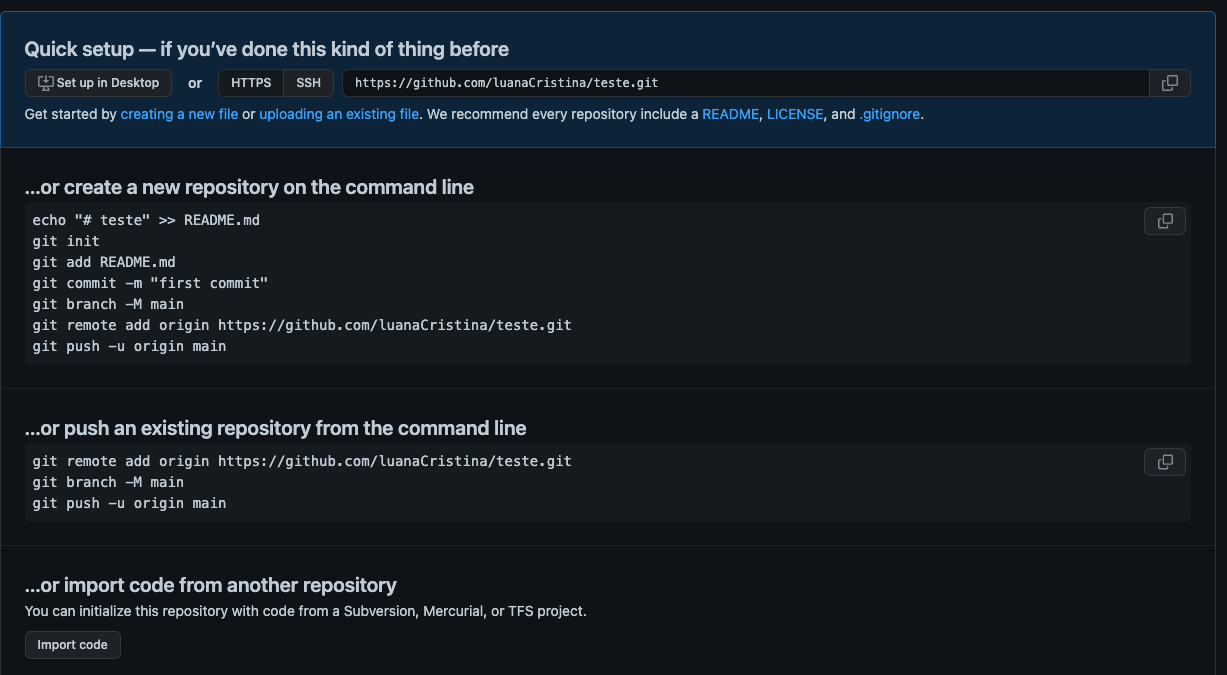 Quick setup — if you’ve done this kind of thing before
Set up in Desktop or HTTPS SSH https://github.com/luanaCristina/teste.git
Get started by creating a new file or uploading an existing file. We recommend every repository include a README, LICENSE, and .gitignore.
…or create a new repository on the command line
echo "# teste" >> README.md
git init
git add README.md
git commit -m "first commit"
git branch -M main
git remote add origin https://github.com/luanaCristina/teste.git
git push -u origin main
…or push an existing repository from the command line
git remote add origin https://github.com/luanaCristina/teste.git
git branch -M main
git push -u origin main
…or import code from another repository
You can initialize this repository with code from a Subversion, Mercurial, or TFS project.
Import code